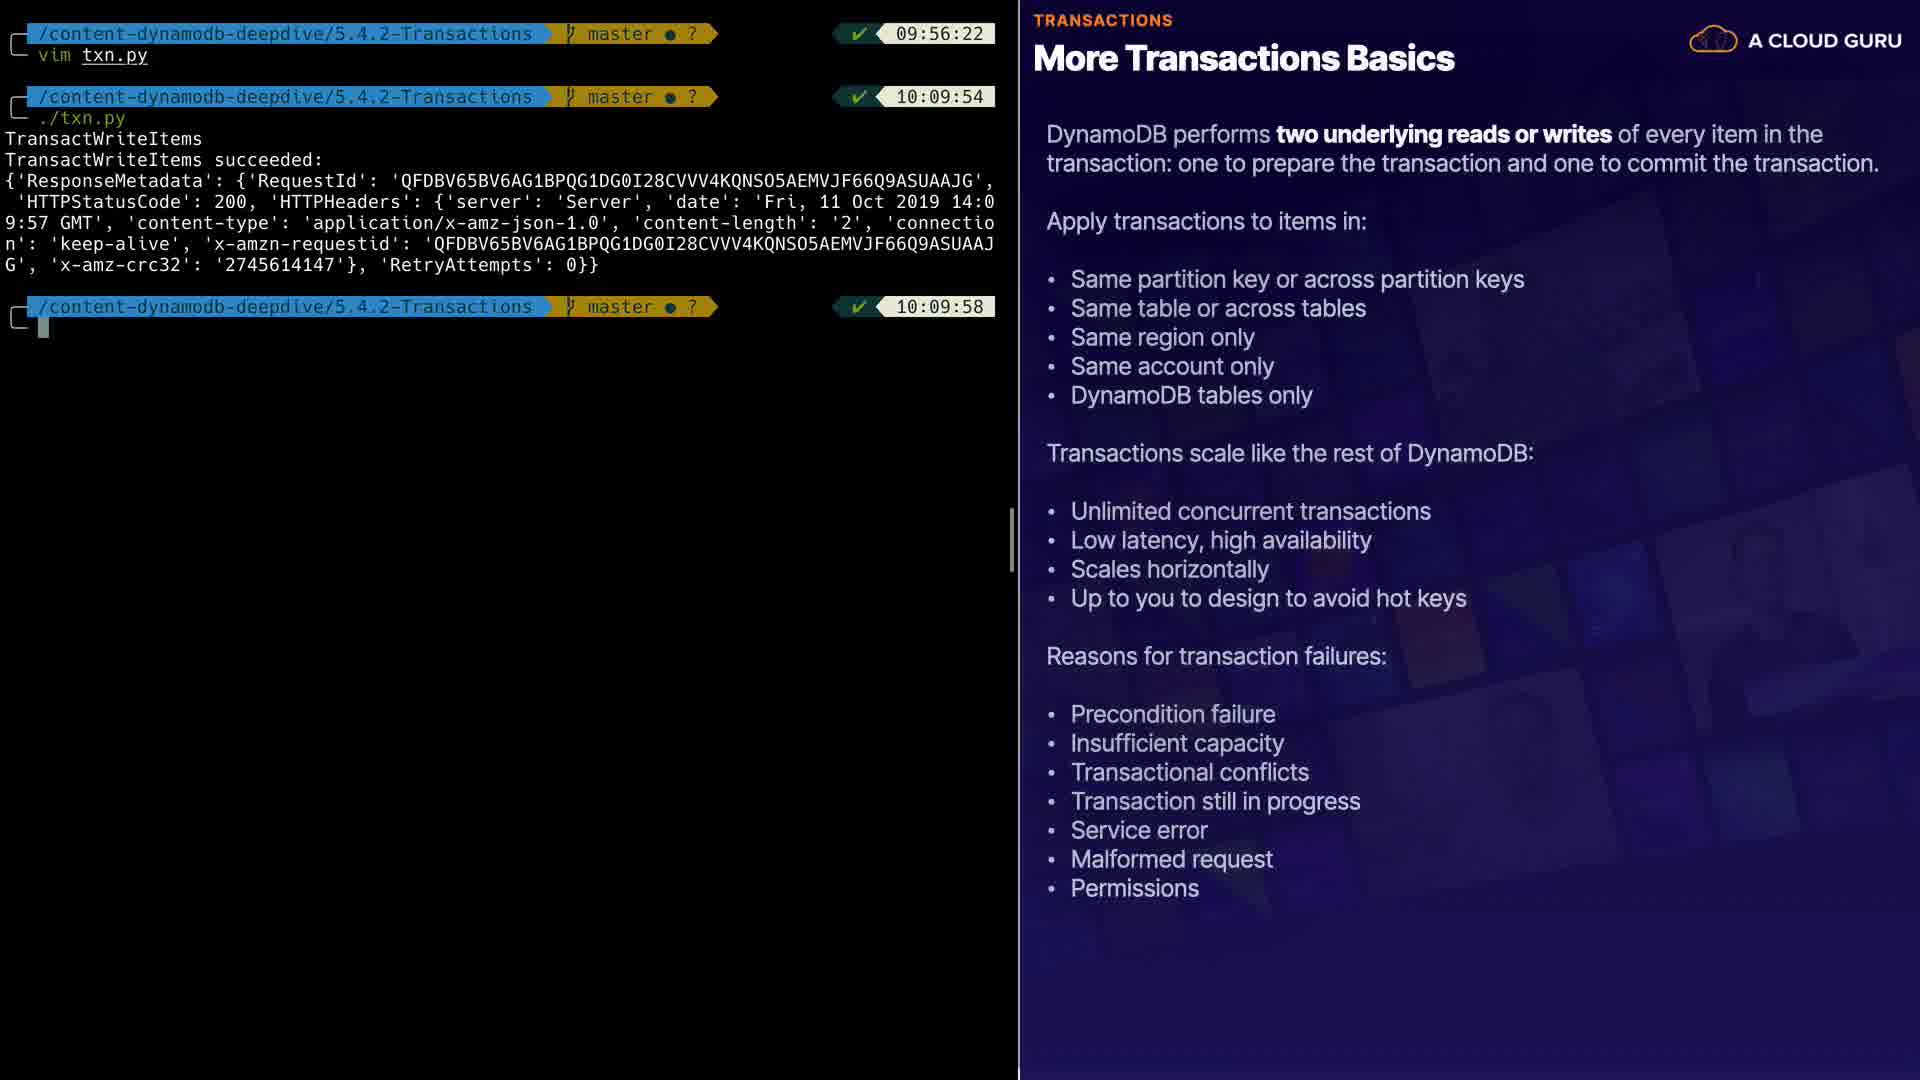 /content-dynamodb-deepdive/5.4.2-Transactions master ● ? ✓ 09:56:22
vim txn.py
/content-dynamodb-deepdive/5.4.2-Transactions master ● ? ✓ 10:09:54
./txn.py
TransactWriteItems
TransactWriteItems succeeded:
{'ResponseMetadata': {'RequestId': 'QFDBV65BV6AG1BPQG1DG0I28CVVV4KQNSO5AEMVJF66Q9ASUAAJG',
'HTTPStatusCode': 200, 'HTTPHeaders': {'server': 'Server', 'date': 'Fri, 11 Oct 2019 14:0
9:57 GMT', 'content-type': 'application/x-amz-json-1.0', 'content-length': '2', 'connectio
n': 'keep-alive', 'x-amzn-requestid': 'QFDBV65BV6AG1BPQG1DG0I28CVVV4KQNSO5AEMVJF66Q9ASUAAJ
G', 'x-amz-crc32': '2745614147'}, 'RetryAttempts': 0}}
/content-dynamodb-deepdive/5.4.2-Transactions master ● ? ✓ 10:09:58
TRANSACTIONS
More Transactions Basics
A CLOUD GURU
DynamoDB performs two underlying reads or writes of every item in the
transaction: one to prepare the transaction and one to commit the transaction.
Apply transactions to items in:
• Same partition key or across partition keys
• Same table or across tables
• Same region only
• Same account only
• DynamoDB tables only
Transactions scale like the rest of DynamoDB:
• Unlimited concurrent transactions
• Low latency, high availability
• Scales horizontally
• Up to you to design to avoid hot keys
Reasons for transaction failures:
• Precondition failure
• Insufficient capacity
• Transactional conflicts
• Transaction still in progress
• Service error
• Malformed request
• Permissions